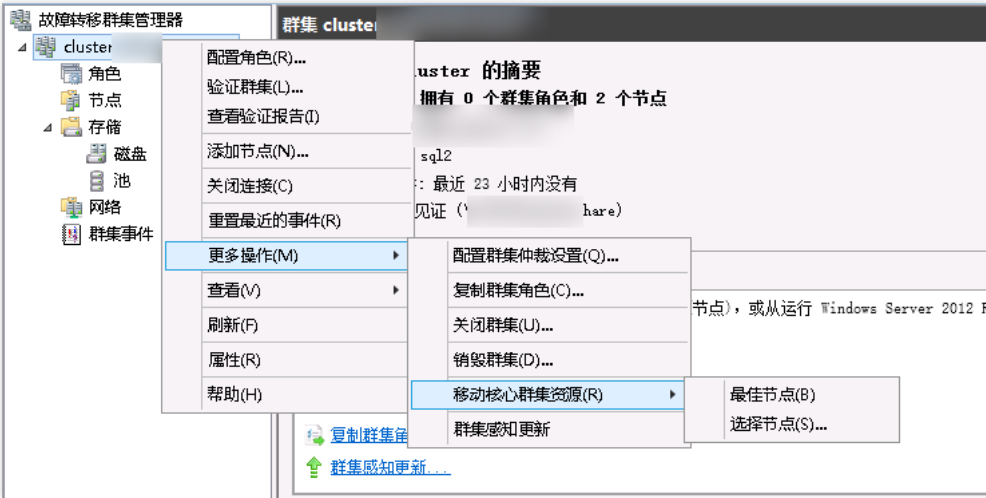 故障转移群集管理器
cluster
角色
节点
存储
磁盘
池
网络
群集事件
群集 cluster
luster 的摘要
拥有 0 个群集角色和 2 个节点
sql2
: 最近 23 小时内没有
见证 (\ hare)
配置角色(R)...
验证群集(L)...
查看验证报告(I)
添加节点(N)...
关闭连接(C)
重置最近的事件(R)
更多操作(M)
查看(V)
刷新(F)
属性(R)
帮助(H)
配置群集仲裁设置(Q)...
复制群集角色(C)...
关闭群集(U)...
销毁群集(D)...
移动核心群集资源(R)
群集感知更新
最佳节点(B)
选择节点(S)...
节点)，或从运行 Windows Server 2012 R
复制群集角
群集感知更新...